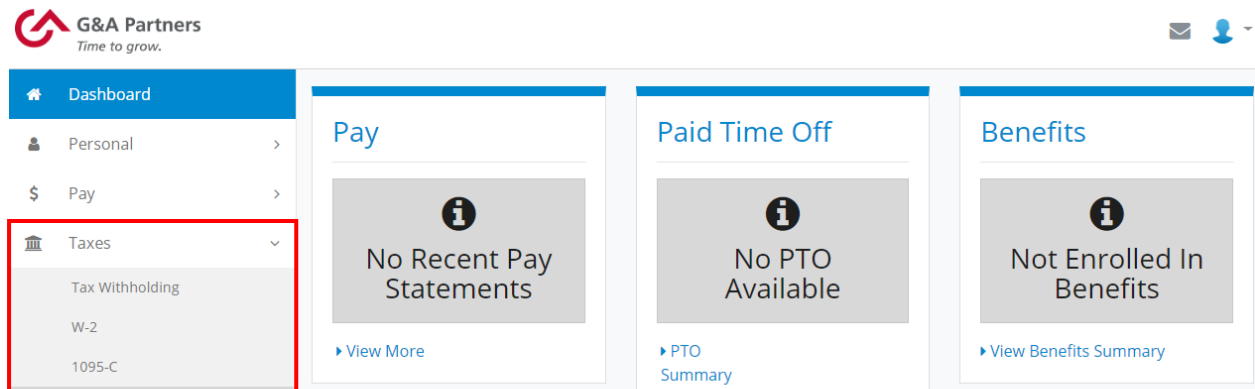 G&A Partners
Time to grow.
Dashboard
Personal
Pay
Taxes
Tax Withholding
W-2
1095-C
Pay
No Recent Pay
Statements
View More
Paid Time Off
No PTO
Available
PTO
Summary
Benefits
Not Enrolled In
Benefits
View Benefits Summary